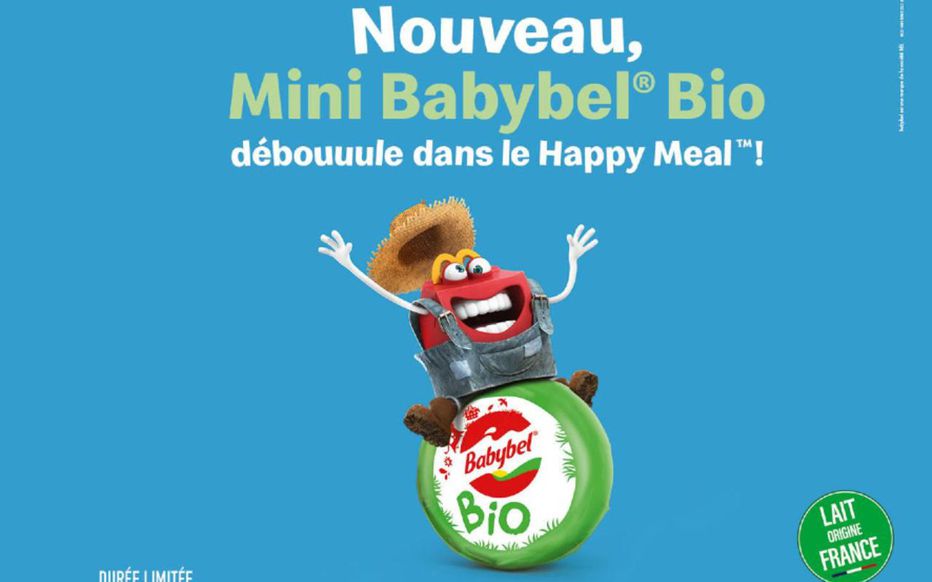 Nouveau,
Mini Babybel® Bio
débouuule dans le Happy Meal™!
Babybel®
BiO
LAIT
ORIGINE
FRANCE
DURÉE LIMITÉE